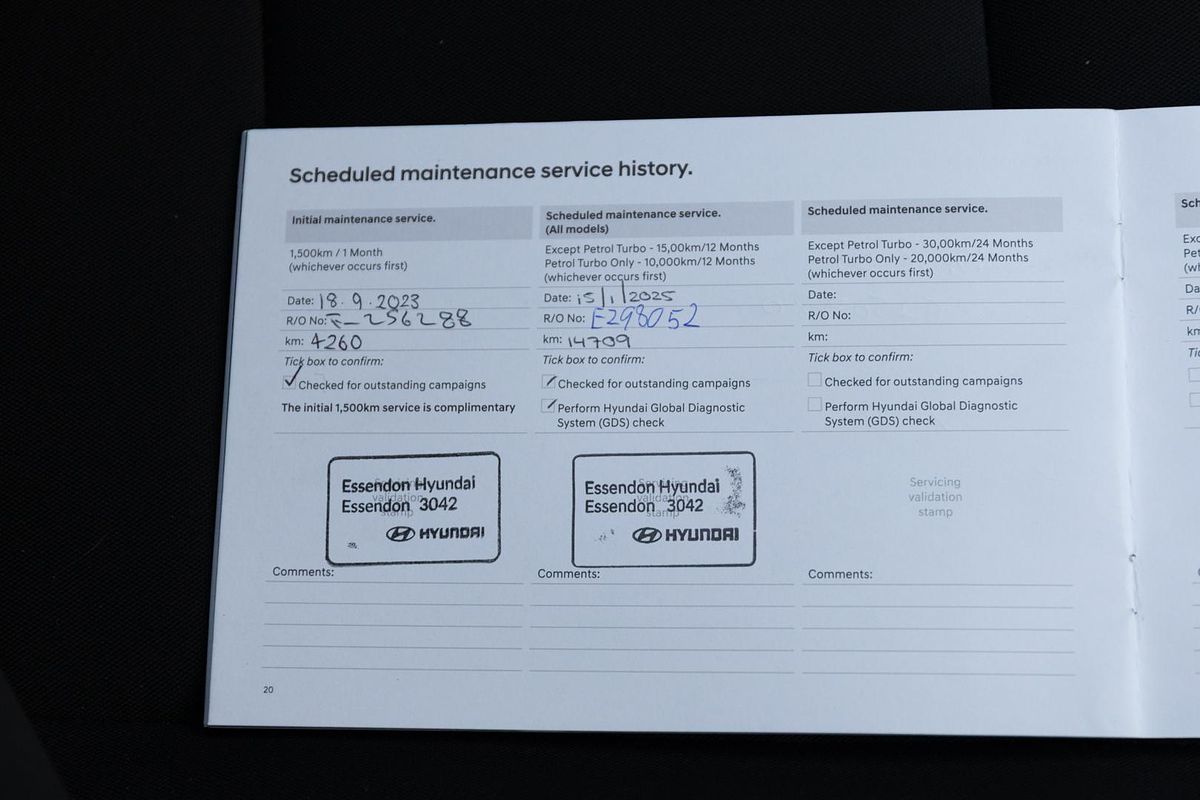 Scheduled maintenance service history.
Initial maintenance service.
1,500km / 1 Month
(whichever occurs first)
Date: 18.9.2023
R/O No: E-256288
km: 4260
Tick box to confirm:
Checked for outstanding campaigns
The initial 1,500km service is complimentary
Essendon Hyundai
Essendon 3042
HYUNDAI
Servicing
validation
stamp
Comments:
Scheduled maintenance service.
(All models)
Except Petrol Turbo - 15,00km/12 Months
Petrol Turbo Only - 10,000km/12 Months
(whichever occurs first)
Date: 15/1/2025
R/O No: E298052
km: 14709
Tick box to confirm:
Checked for outstanding campaigns
Perform Hyundai Global Diagnostic
System (GDS) check
Essendon Hyundai
Essendon 3042
HYUNDAI
Servicing
validation
stamp
Comments:
Scheduled maintenance service.
Except Petrol Turbo - 30,00km/24 Months
Petrol Turbo Only - 20,000km/24 Months
(whichever occurs first)
Date:
R/O No:
km:
Tick box to confirm:
Checked for outstanding campaigns
Perform Hyundai Global Diagnostic
System (GDS) check
Servicing
validation
stamp
Comments:
20